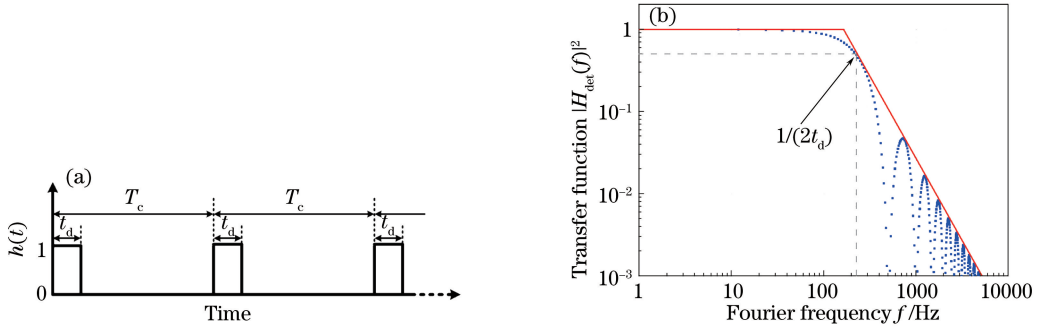 (a)
T_c
T_c
t_d
t_d
t_d
h(t)
1
0
Time
(b)
Transfer function |H_det(f)|²
1
10⁻¹
10⁻²
10⁻³
1/(2t_d)
1 10 100 1000 10000
Fourier frequency f /Hz